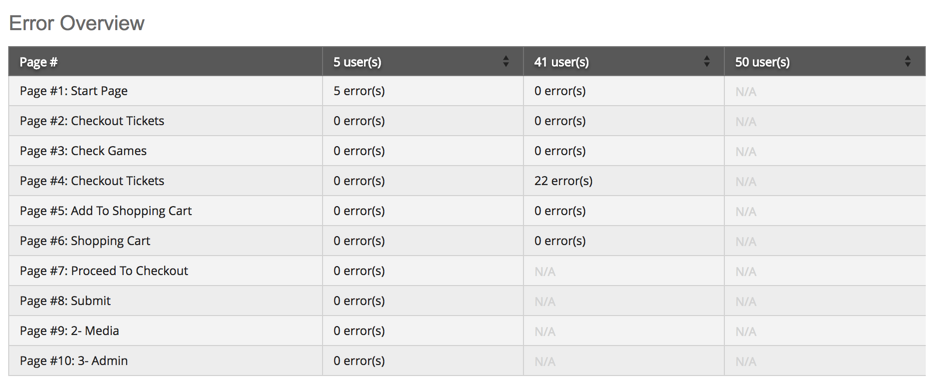 Error Overview
Page # 5 user(s) 41 user(s) 50 user(s)
Page #1: Start Page 5 error(s) 0 error(s) N/A
Page #2: Checkout Tickets 0 error(s) 0 error(s) N/A
Page #3: Check Games 0 error(s) 0 error(s) N/A
Page #4: Checkout Tickets 0 error(s) 22 error(s) N/A
Page #5: Add To Shopping Cart 0 error(s) 0 error(s) N/A
Page #6: Shopping Cart 0 error(s) 0 error(s) N/A
Page #7: Proceed To Checkout 0 error(s) N/A N/A
Page #8: Submit 0 error(s) N/A N/A
Page #9: 2- Media 0 error(s) N/A N/A
Page #10: 3- Admin 0 error(s) N/A N/A